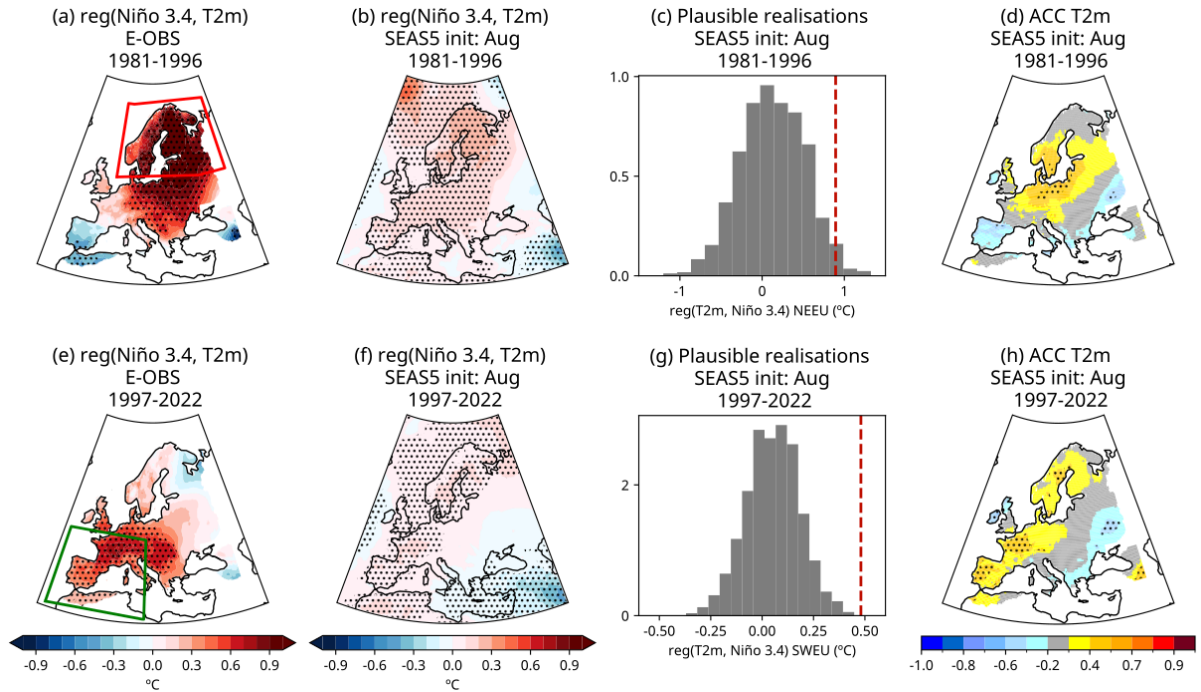 (a) reg(Niño 3.4, T2m)
E-OBS
1981-1996
(b) reg(Niño 3.4, T2m)
SEAS5 init: Aug
1981-1996
(c) Plausible realisations
SEAS5 init: Aug
1981-1996
(d) ACC T2m
SEAS5 init: Aug
1981-1996
1.0
0.5
0.0
-1 0 1
reg(T2m, Niño 3.4) NEEU (ºC)
(e) reg(Niño 3.4, T2m)
E-OBS
1997-2022
(f) reg(Niño 3.4, T2m)
SEAS5 init: Aug
1997-2022
(g) Plausible realisations
SEAS5 init: Aug
1997-2022
(h) ACC T2m
SEAS5 init: Aug
1997-2022
2
0
-0.50 -0.25 0.00 0.25 0.50
reg(T2m, Niño 3.4) SWEU (ºC)
-0.9 -0.6 -0.3 0.0 0.3 0.6 0.9
ºC
-0.9 -0.6 -0.3 0.0 0.3 0.6 0.9
ºC
-1.0 -0.8 -0.6 -0.2 0.4 0.7 0.9